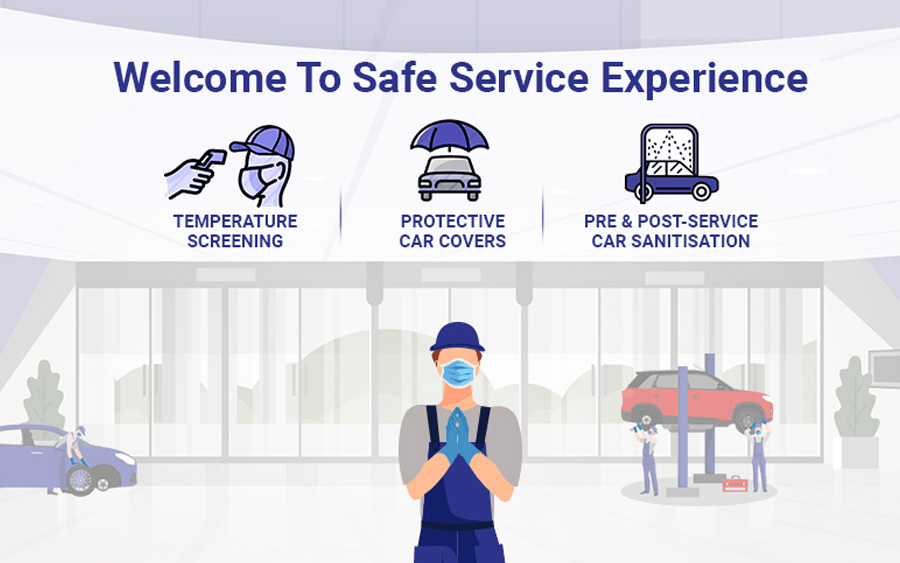 Welcome To Safe Service Experience
TEMPERATURE
SCREENING
PROTECTIVE
CAR COVERS
PRE & POST-SERVICE
CAR SANITISATION